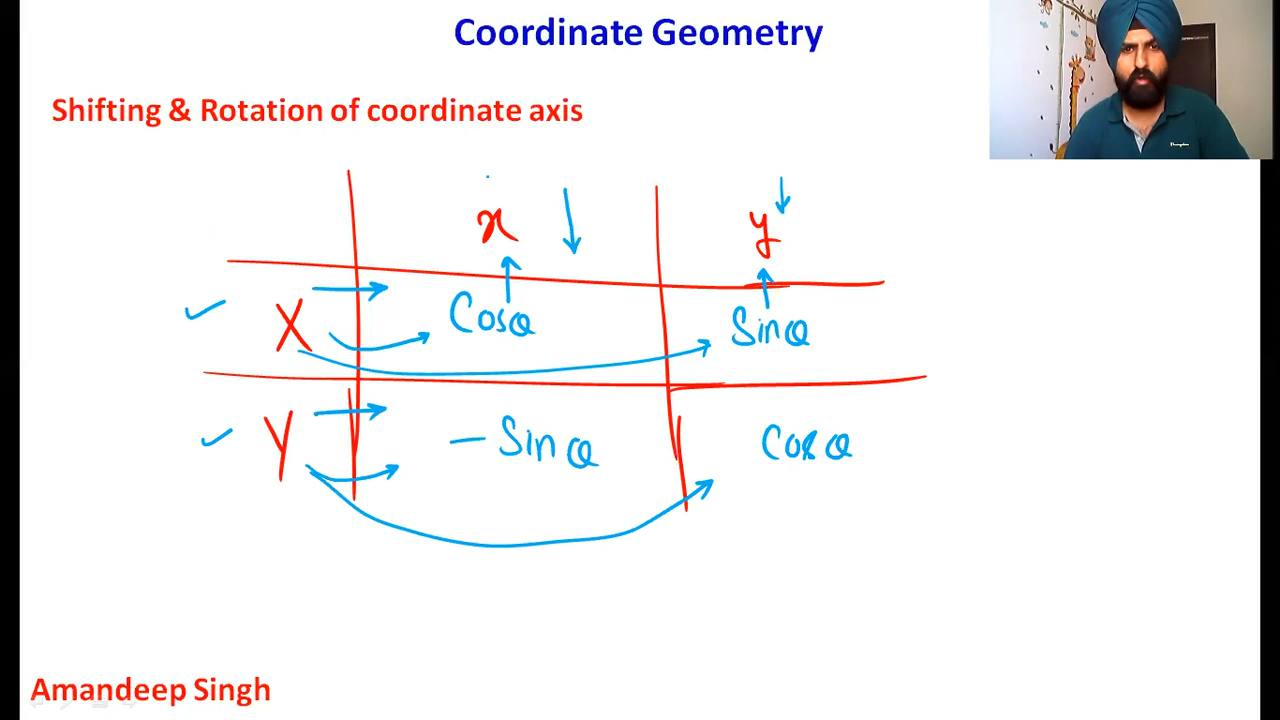 Coordinate Geometry
Shifting & Rotation of coordinate axis
x y
X Cosθ Sinθ
Y - Sinθ Cosθ
Amandeep Singh